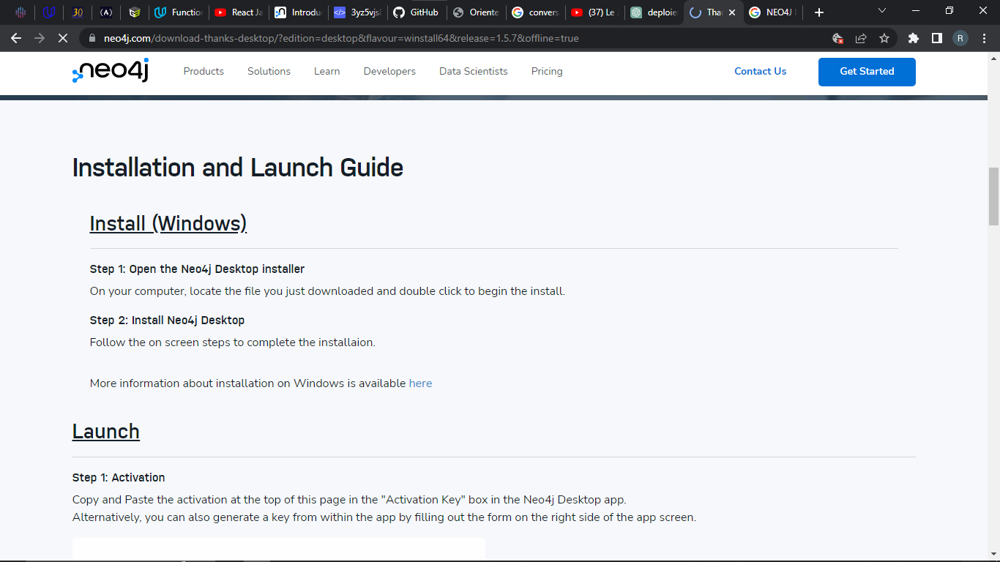 30
(A)
Function
React Ja
Introdu
</>
3yz5vjs
GitHub
Oriente
convers
(37) Le
deploie
Tha
NEO4J
neo4j.com/download-thanks-desktop/?edition=desktop&flavour=winstall64&release=1.5.7&offline=true
R
neo4j
Products
Solutions
Learn
Developers
Data Scientists
Pricing
Contact Us
Get Started
Installation and Launch Guide
Install (Windows)
Step 1: Open the Neo4j Desktop installer
On your computer, locate the file you just downloaded and double click to begin the install.
Step 2: Install Neo4j Desktop
Follow the on screen steps to complete the installaion.
More information about installation on Windows is available here
Launch
Step 1: Activation
Copy and Paste the activation at the top of this page in the "Activation Key" box in the Neo4j Desktop app.
Alternatively, you can also generate a key from within the app by filling out the form on the right side of the app screen.